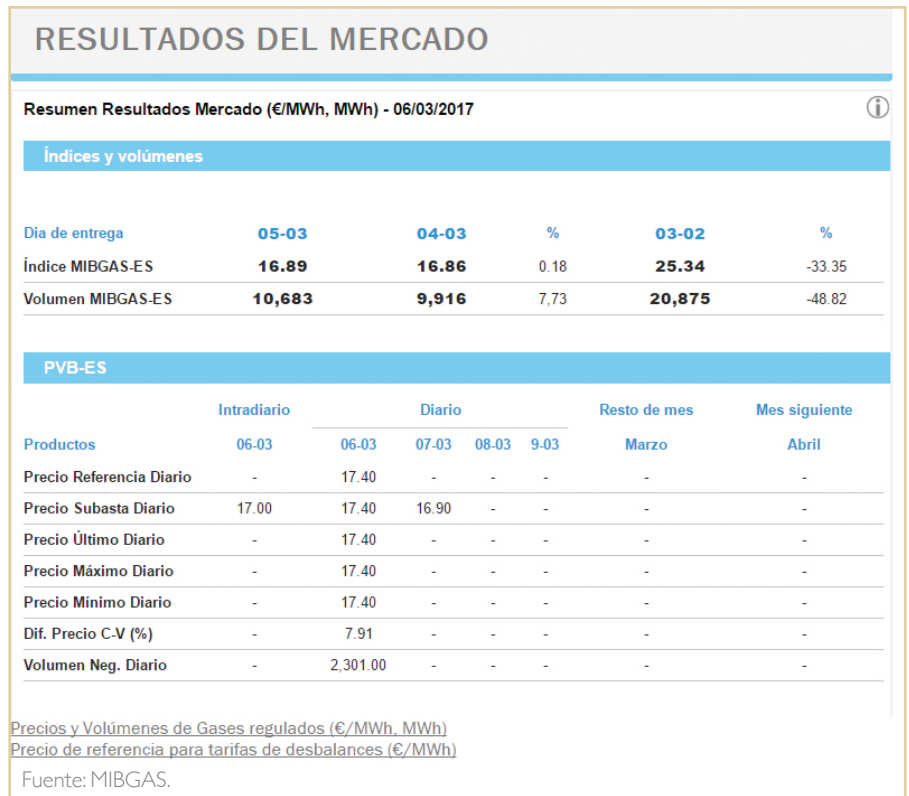 RESULTADOS DEL MERCADO
Resumen Resultados Mercado (€/MWh, MWh) - 06/03/2017
Índices y volúmenes
Dia de entrega 05-03 04-03 % 03-02 %
Índice MIBGAS-ES 16.89 16.86 0.18 25.34 -33.35
Volumen MIBGAS-ES 10,683 9,916 7,73 20,875 -48.82
PVB-ES
Intradiario Diario Resto de mes Mes siguiente
Productos 06-03 06-03 07-03 08-03 9-03 Marzo Abril
Precio Referencia Diario - 17.40 - - - - -
Precio Subasta Diario 17.00 17.40 16.90 - - - -
Precio Último Diario - 17.40 - - - - -
Precio Máximo Diario - 17.40 - - - - -
Precio Mínimo Diario - 17.40 - - - - -
Dif. Precio C-V (%) - 7.91 - - - - -
Volumen Neg. Diario - 2,301.00 - - - - -
Precios y Volúmenes de Gases regulados (€/MWh, MWh)
Precio de referencia para tarifas de desbalances (€/MWh)
Fuente: MIBGAS.